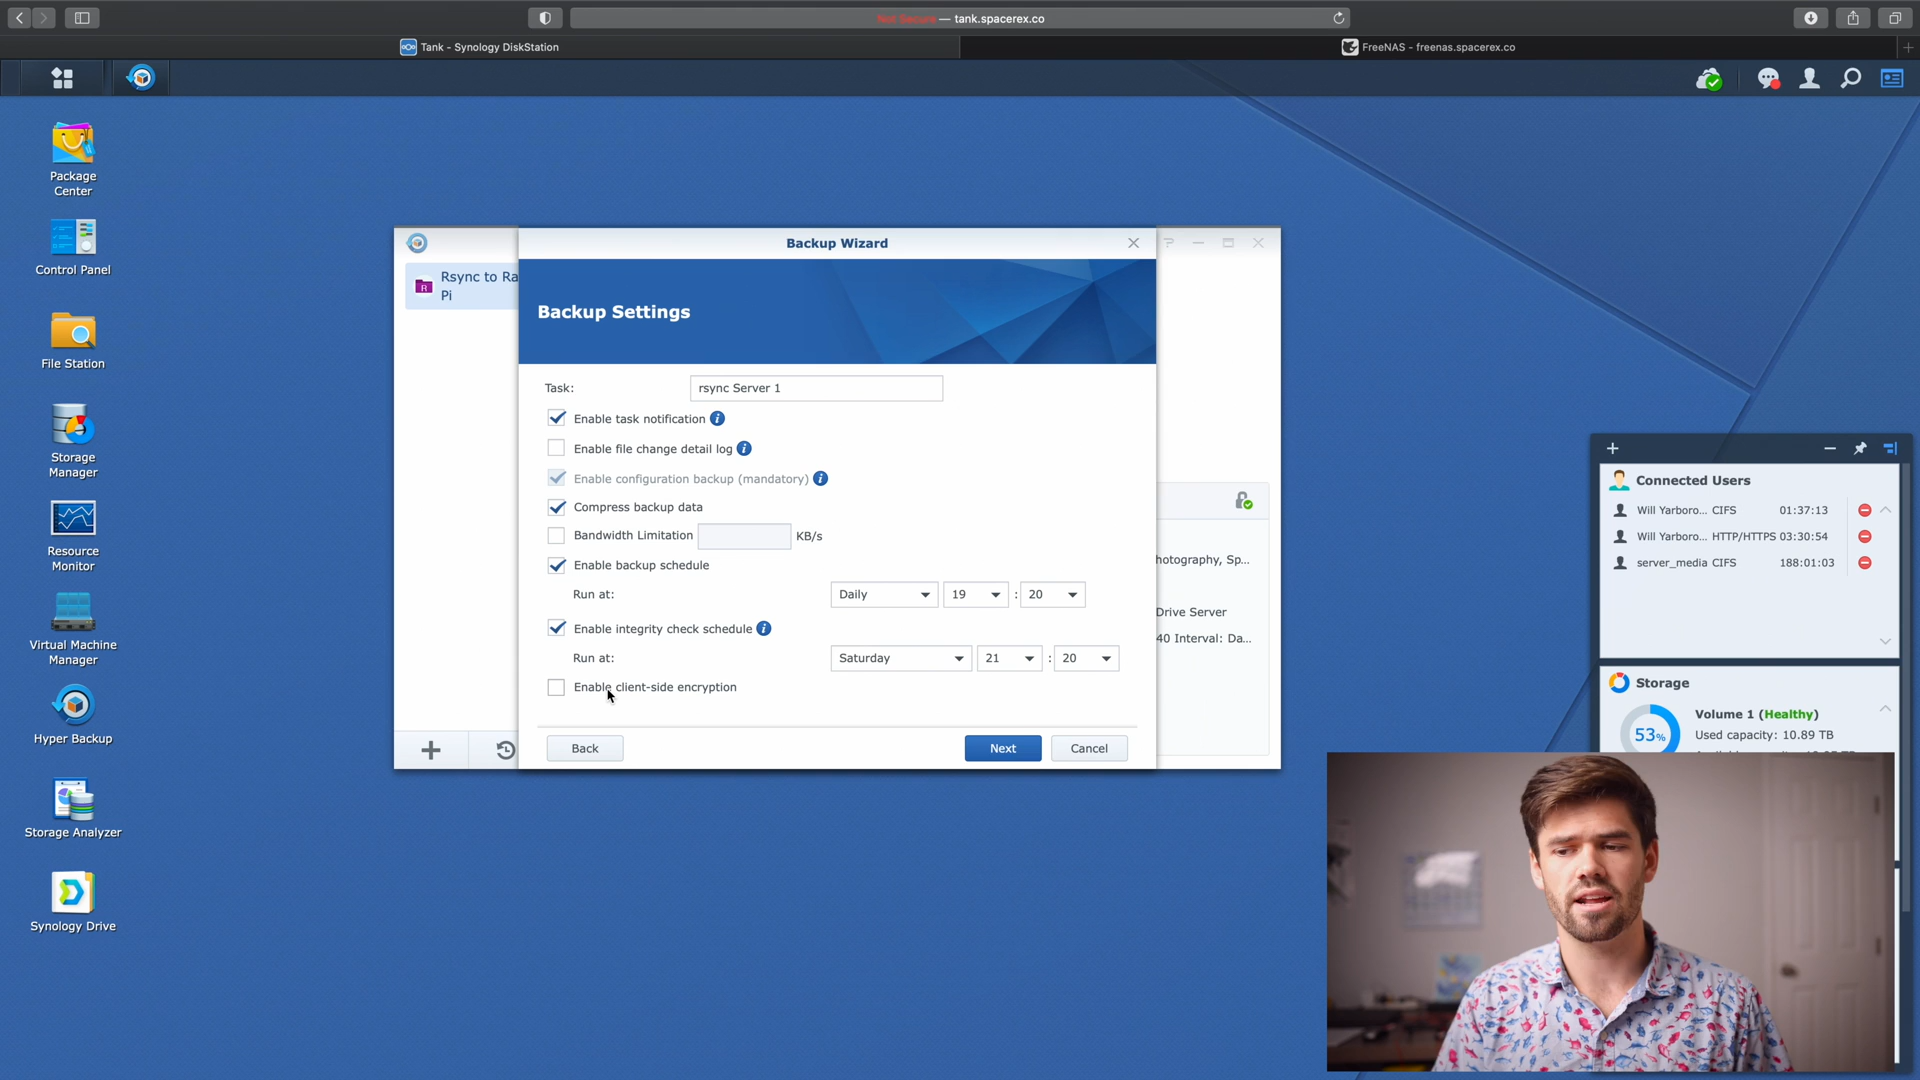 Not Secure — tank.spacerex.co
Tank - Synology DiskStation
FreeNAS - freenas.spacerex.co
Package
Center
Control Panel
File Station
Storage
Manager
Resource
Monitor
Virtual Machine
Manager
Hyper Backup
Storage Analyzer
Synology Drive
Rsync to Ra
Pi
Backup Wizard
Backup Settings
Task: rsync Server 1
Enable task notification
Enable file change detail log
Enable configuration backup (mandatory)
Compress backup data
Bandwidth Limitation KB/s
Enable backup schedule
Run at: Daily 19 : 20
Enable integrity check schedule
Run at: Saturday 21 : 20
Enable client-side encryption
Back Next Cancel
hotography, Sp...
Drive Server
40 Interval: Da...
Connected Users
Will Yarboro... CIFS 01:37:13
Will Yarboro... HTTP/HTTPS 03:30:54
server_media CIFS 188:01:03
Storage
53%
Volume 1 (Healthy)
Used capacity: 10.89 TB